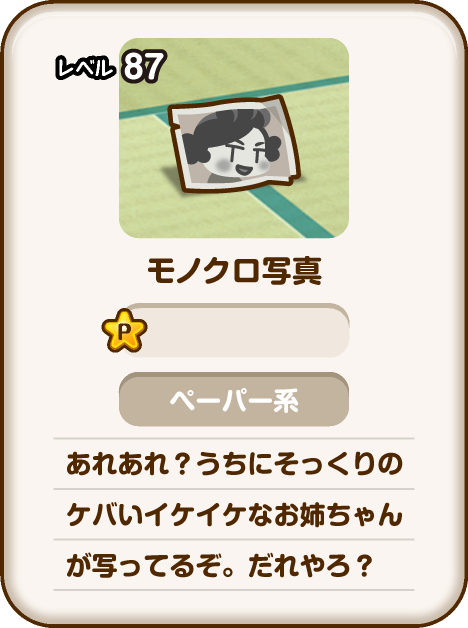 レベル 87
モノクロ写真
P
ペーパー系
あれあれ？うちにそっくりの
ケバいイケイケなお姉ちゃん
が写ってるぞ。だれやろ？